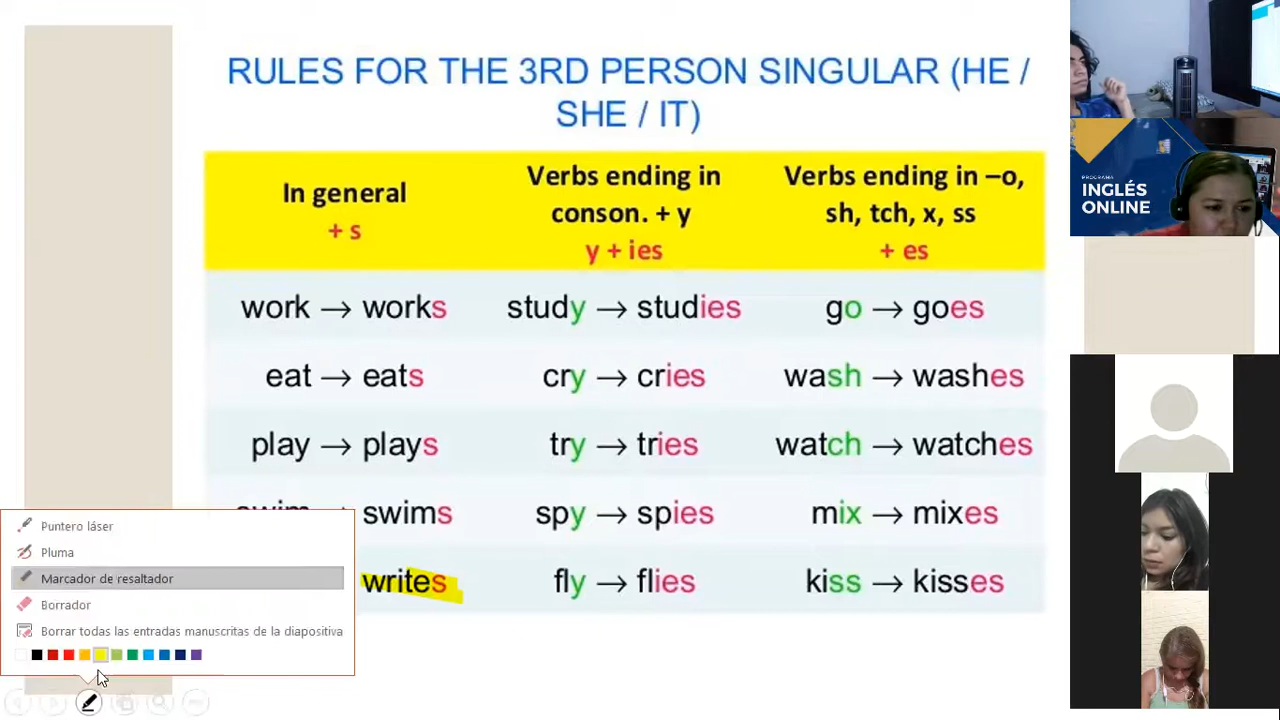 RULES FOR THE 3RD PERSON SINGULAR (HE /
SHE / IT)
In general
+ s
Verbs ending in
conson. + y
y + ies
Verbs ending in –o,
sh, tch, x, ss
+ es
work → works
study → studies
go → goes
eat → eats
cry → cries
wash → washes
play → plays
try → tries
watch → watches
swims
spy → spies
mix → mixes
writes
fly → flies
kiss → kisses
Puntero láser
Pluma
Marcador de resaltador
Borrador
Borrar todas las entradas manuscritas de la diapositiva
PROGRAMA
INGLÉS
ONLINE